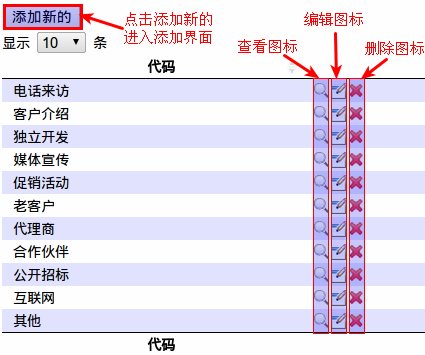 添加新的
点击添加新的
进入添加界面
编辑图标
查看图标
删除图标
显示 10 条
代码
电话来访
客户介绍
独立开发
媒体宣传
促销活动
老客户
代理商
合作伙伴
公开招标
互联网
其他
代码